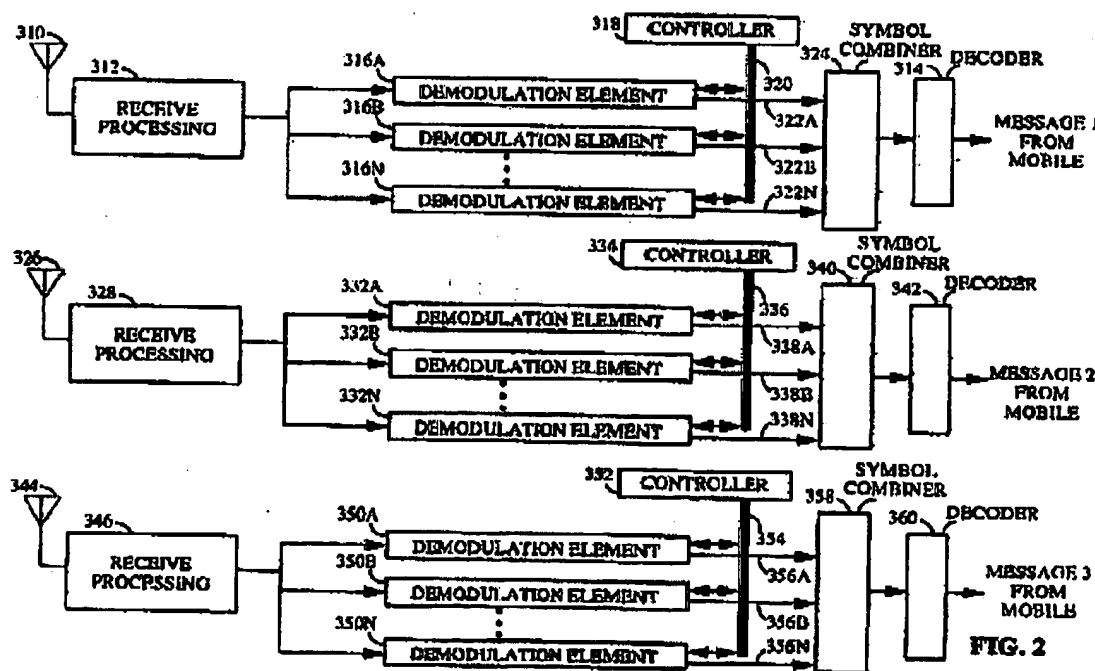 310
312
RECEIVE
PROCESSING
316A
DEMODULATION ELEMENT
316B
DEMODULATION ELEMENT
316N
DEMODULATION ELEMENT
318
CONTROLLER
320
322A
322B
322N
SYMBOL
COMBINER
324
314
DECODER
MESSAGE 1
FROM
MOBILE
326
328
RECEIVE
PROCESSING
332A
DEMODULATION ELEMENT
332B
DEMODULATION ELEMENT
332N
DEMODULATION ELEMENT
334
CONTROLLER
336
338A
338B
338N
SYMBOL
COMBINER
340
342
DECODER
MESSAGE 2
FROM
MOBILE
344
346
RECEIVE
PROCESSING
350A
DEMODULATION ELEMENT
350B
DEMODULATION ELEMENT
350N
DEMODULATION ELEMENT
352
CONTROLLER
354
356A
356B
356N
SYMBOL
COMBINER
358
360
DECODER
MESSAGE 3
FROM
MOBILE
FIG. 2